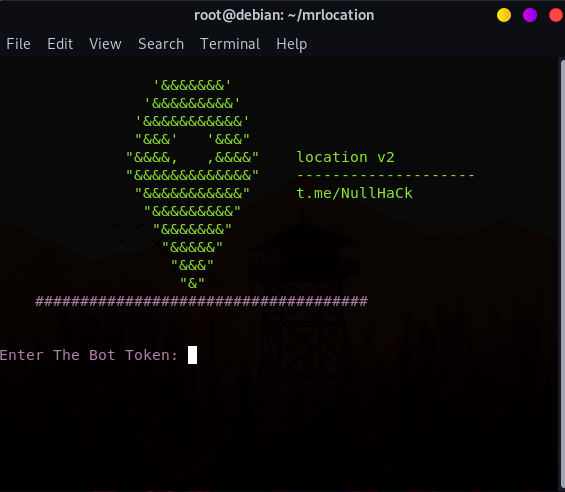 root@debian: ~/mrlocation
File Edit View Search Terminal Help
'&&&&&&&'
'&&&&&&&&&'
'&&&&&&&&&&&'
"&&&' '&&&"
"&&&&, ,&&&&" location v2
"&&&&&&&&&&&&&" --------------------
"&&&&&&&&&&&" t.me/NullHaCk
"&&&&&&&&&"
"&&&&&&&"
"&&&&&"
"&&&"
"&"
#####################################
Enter The Bot Token: